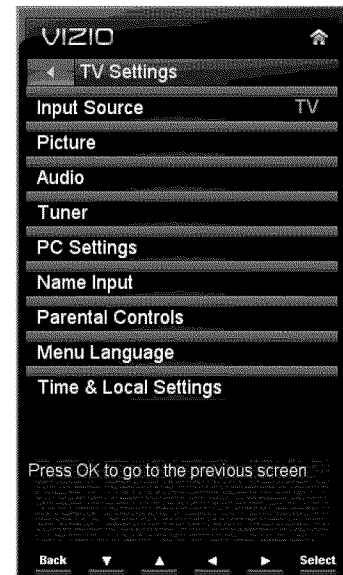 VIZIO
TV Settings
Input Source TV
Picture
Audio
Tuner
PC Settings
Name Input
Parental Controls
Menu Language
Time & Local Settings
Press OK to go to the previous screen
Back Select